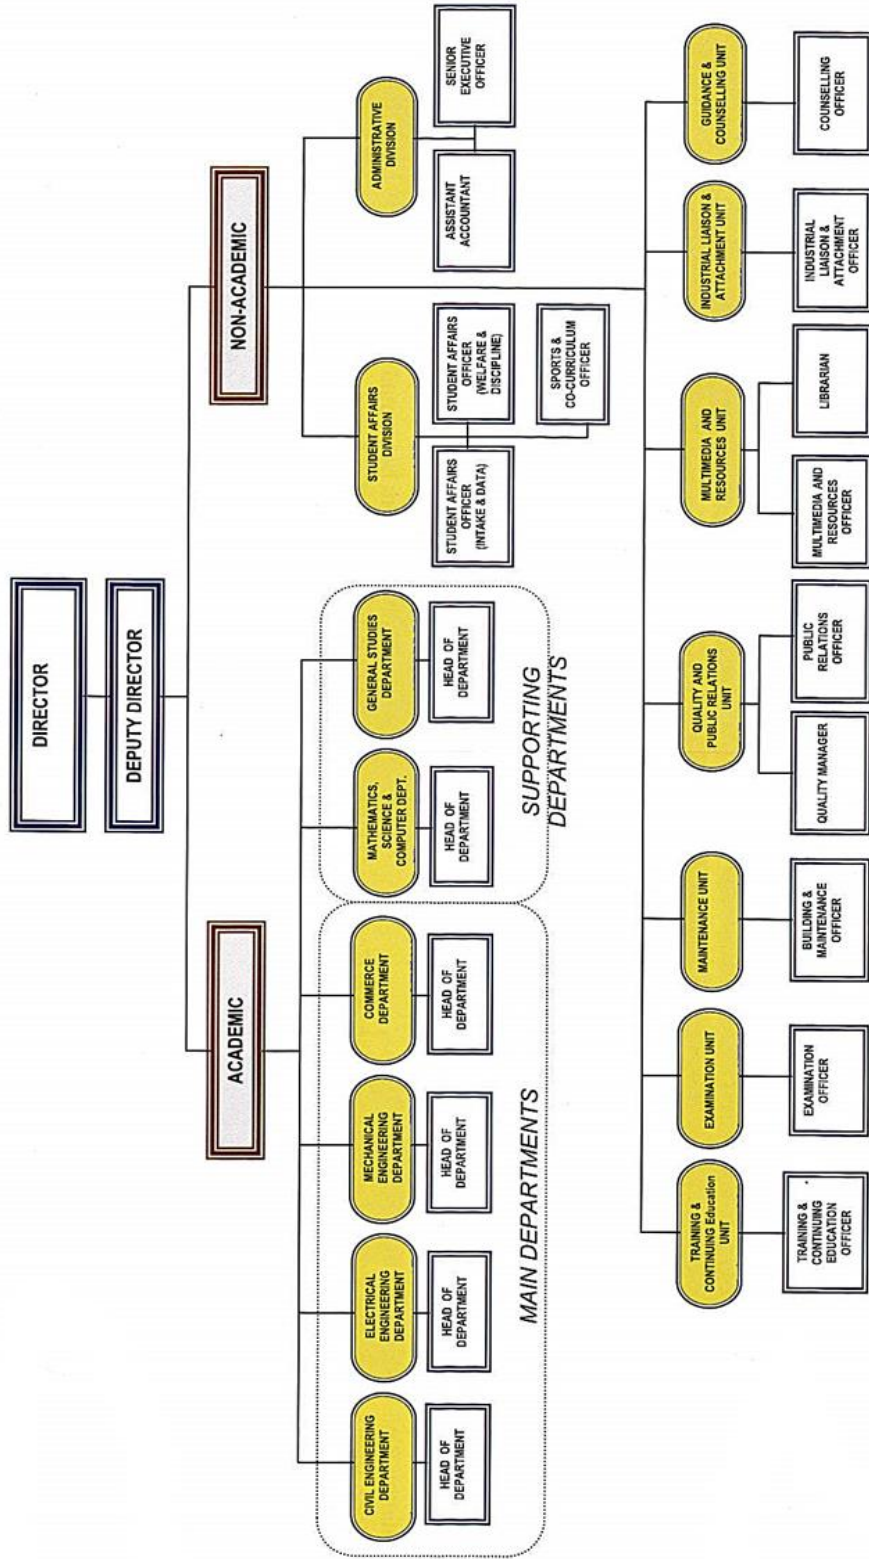 DIRECTOR
DEPUTY DIRECTOR
ACADEMIC
NON-ACADEMIC
CIVIL ENGINEERING
DEPARTMENT
HEAD OF
DEPARTMENT
ELECTRICAL
ENGINEERING
DEPARTMENT
HEAD OF
DEPARTMENT
MECHANICAL
ENGINEERING
DEPARTMENT
HEAD OF
DEPARTMENT
COMMERCE
DEPARTMENT
HEAD OF
DEPARTMENT
MAIN DEPARTMENTS
MATHEMATICS,
SCIENCE &
COMPUTER DEPT.
HEAD OF
DEPARTMENT
GENERAL STUDIES
DEPARTMENT
HEAD OF
DEPARTMENT
SUPPORTING
DEPARTMENTS
STUDENT AFFAIRS
DIVISION
STUDENT AFFAIRS
OFFICER
(INTAKE & DATA)
STUDENT AFFAIRS
OFFICER
(WELFARE &
DISCIPLINE)
SPORTS &
CO-CURRICULUM
OFFICER
ADMINISTRATIVE
DIVISION
ASSISTANT
ACCOUNTANT
SENIOR
EXECUTIVE
OFFICER
TRAINING &
CONTINUING Education
UNIT
TRAINING &
CONTINUING
EDUCATION
OFFICER
EXAMINATION UNIT
EXAMINATION
OFFICER
MAINTENANCE UNIT
BUILDING &
MAINTENANCE
OFFICER
QUALITY AND
PUBLIC RELATIONS
UNIT
QUALITY MANAGER
PUBLIC
RELATIONS
OFFICER
MULTIMEDIA AND
RESOURCES UNIT
MULTIMEDIA AND
RESOURCES
OFFICER
LIBRARIAN
INDUSTRIAL LIAISON &
ATTACHMENT UNIT
INDUSTRIAL
LIAISON &
ATTACHMENT
OFFICER
GUIDANCE &
COUNSELLING UNIT
COUNSELLING
OFFICER